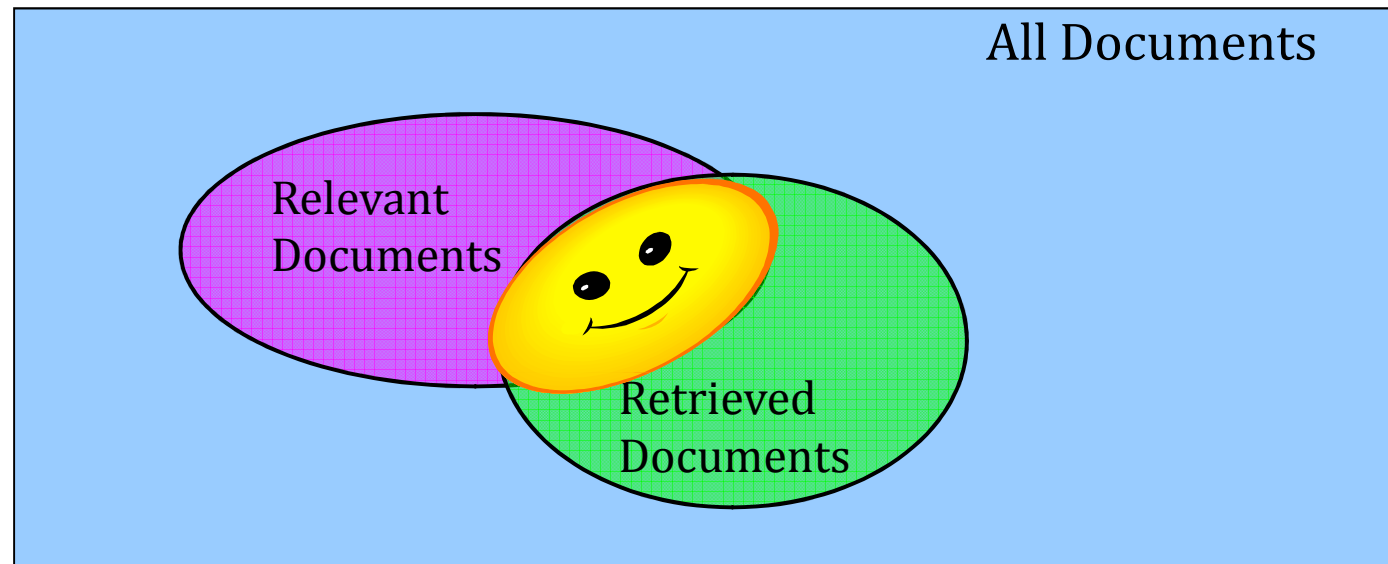 All Documents
Relevant
Documents
Retrieved
Documents